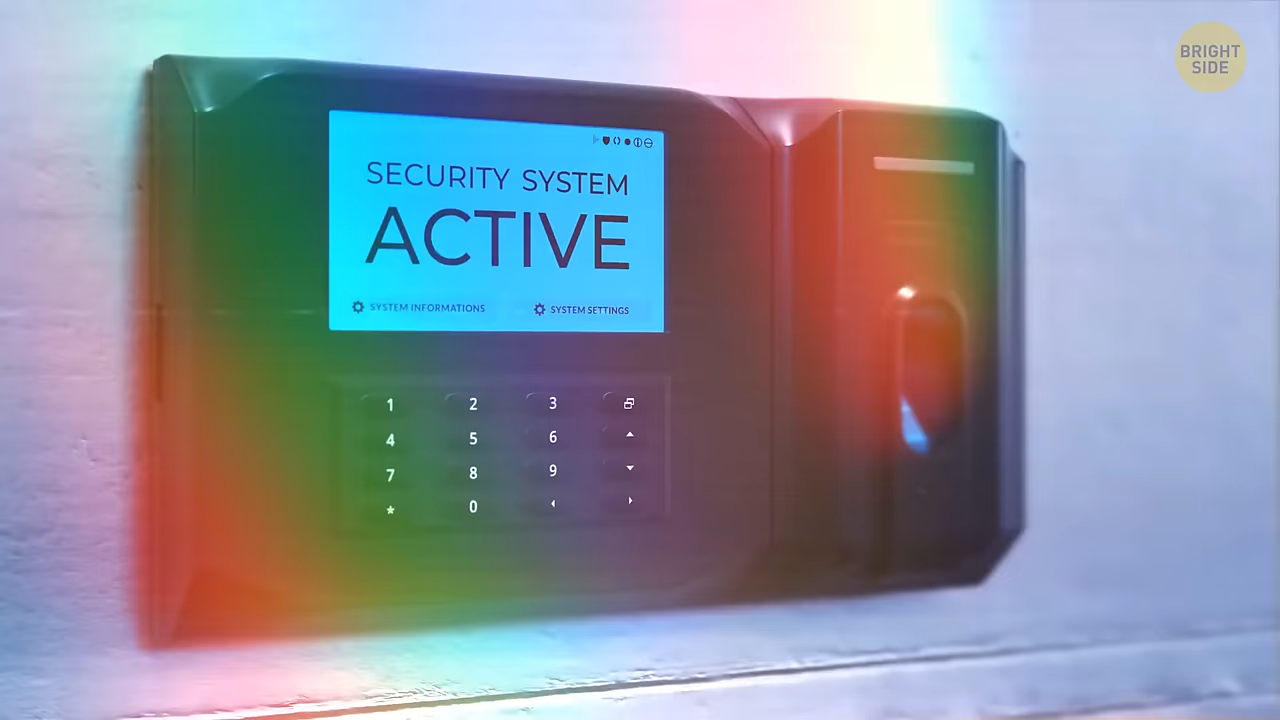 BRIGHT
SIDE
SECURITY SYSTEM
ACTIVE
SYSTEM INFORMATIONS SYSTEM SETTINGS
1 2 3
4 5 6
7 8 9
* 0